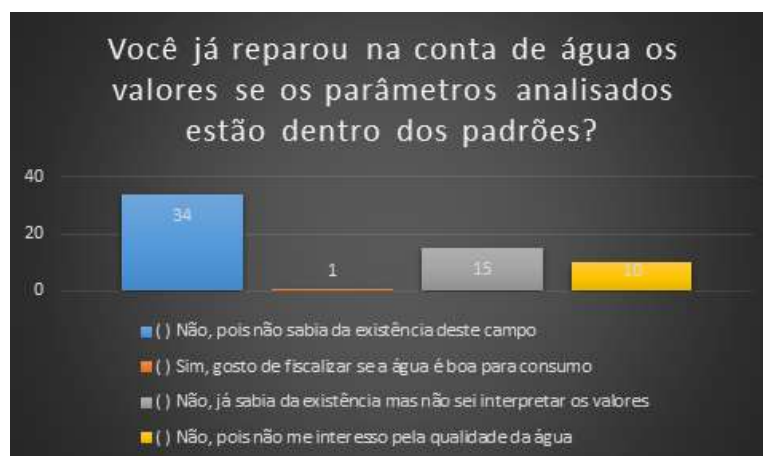 Você já reparou na conta de água os
valores se os parâmetros analisados
estão dentro dos padrões?
40
20
0
34
1
15
10
( ) Não, pois não sabia da existência deste campo
( ) Sim, gosto de fiscalizar se a água é boa para consumo
( ) Não, já sabia da existência mas não sei interpretar os valores
( ) Não, pois não me interesso pela qualidade da água